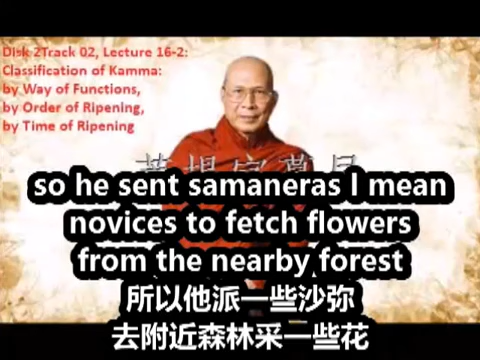 Disk 2Track 02, Lecture 16-2:
Classification of Kamma:
by Way of Functions,
by Order of Ripening,
by Time of Ripening
so he sent samaneras I mean
novices to fetch flowers
from the nearby forest
所以他派一些沙弥
去附近森林采一些花